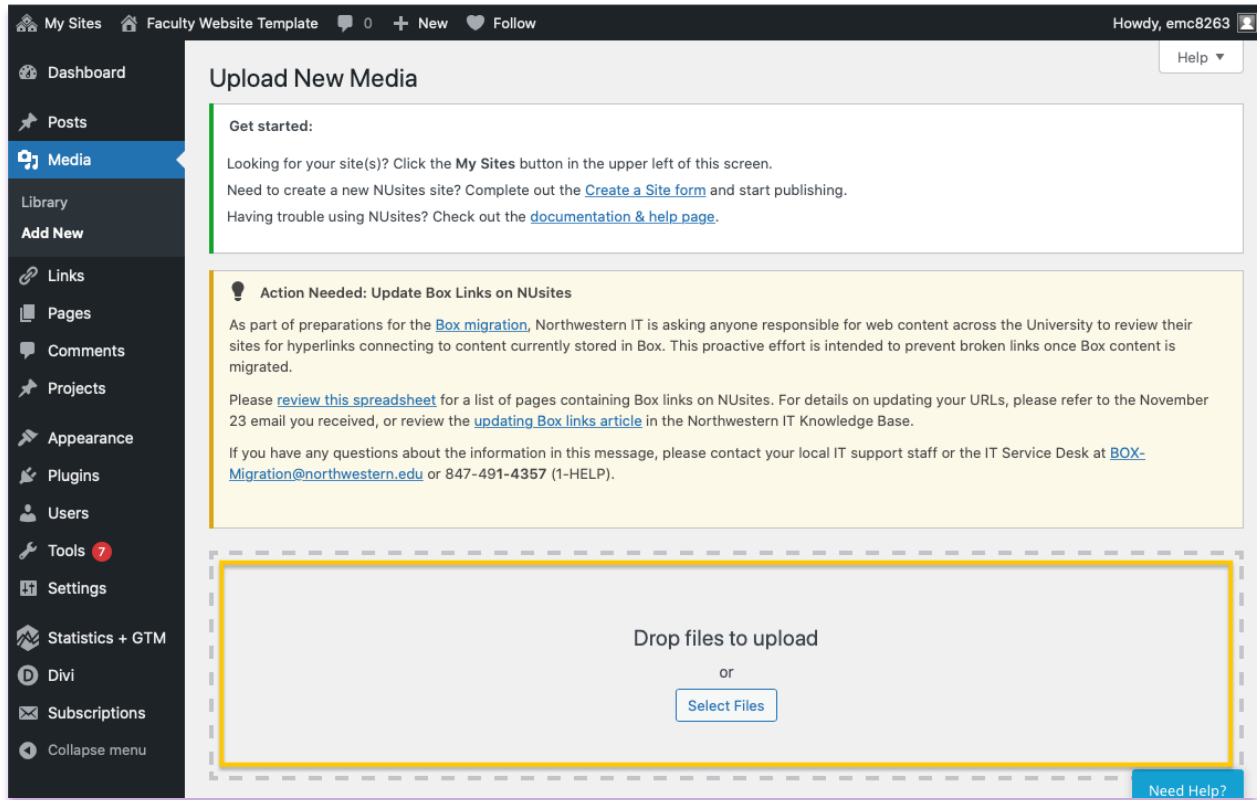 My Sites Faculty Website Template 0 + New Follow Howdy, emc8263
Help ▼
Dashboard
Posts
Media
Library
Add New
Links
Pages
Comments
Projects
Appearance
Plugins
Users
Tools 7
Settings
Statistics + GTM
Divi
Subscriptions
Collapse menu
Upload New Media
Get started:
Looking for your site(s)? Click the My Sites button in the upper left of this screen.
Need to create a new NUsites site? Complete out the Create a Site form and start publishing.
Having trouble using NUsites? Check out the documentation & help page.
Action Needed: Update Box Links on NUsites
As part of preparations for the Box migration, Northwestern IT is asking anyone responsible for web content across the University to review their
sites for hyperlinks connecting to content currently stored in Box. This proactive effort is intended to prevent broken links once Box content is
migrated.
Please review this spreadsheet for a list of pages containing Box links on NUsites. For details on updating your URLs, please refer to the November
23 email you received, or review the updating Box links article in the Northwestern IT Knowledge Base.
If you have any questions about the information in this message, please contact your local IT support staff or the IT Service Desk at BOX-
Migration@northwestern.edu or 847-491-4357 (1-HELP).
Drop files to upload
or
Select Files
Need Help?